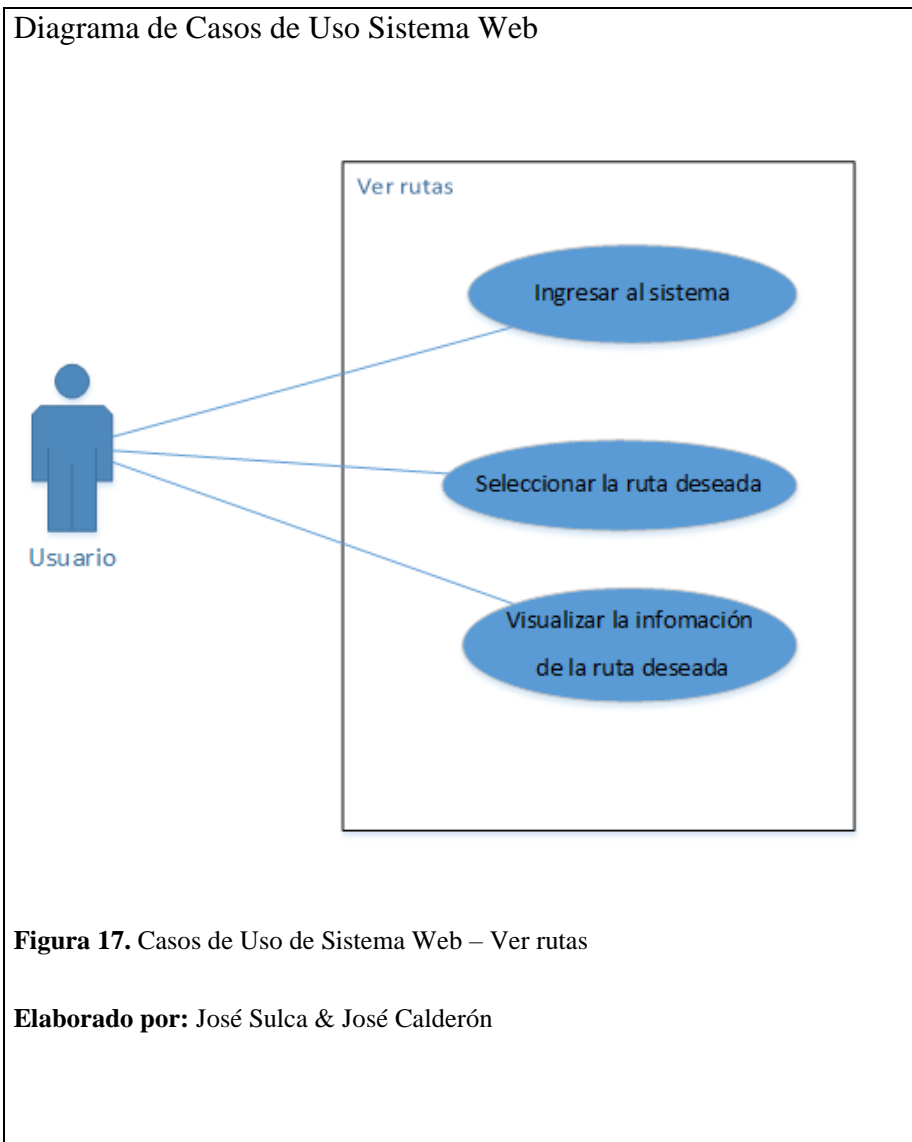 Diagrama de Casos de Uso Sistema Web
Ver rutas
Ingresar al sistema
Seleccionar la ruta deseada
Usuario
Visualizar la infomación
de la ruta deseada
Figura 17. Casos de Uso de Sistema Web – Ver rutas
Elaborado por: José Sulca & José Calderón